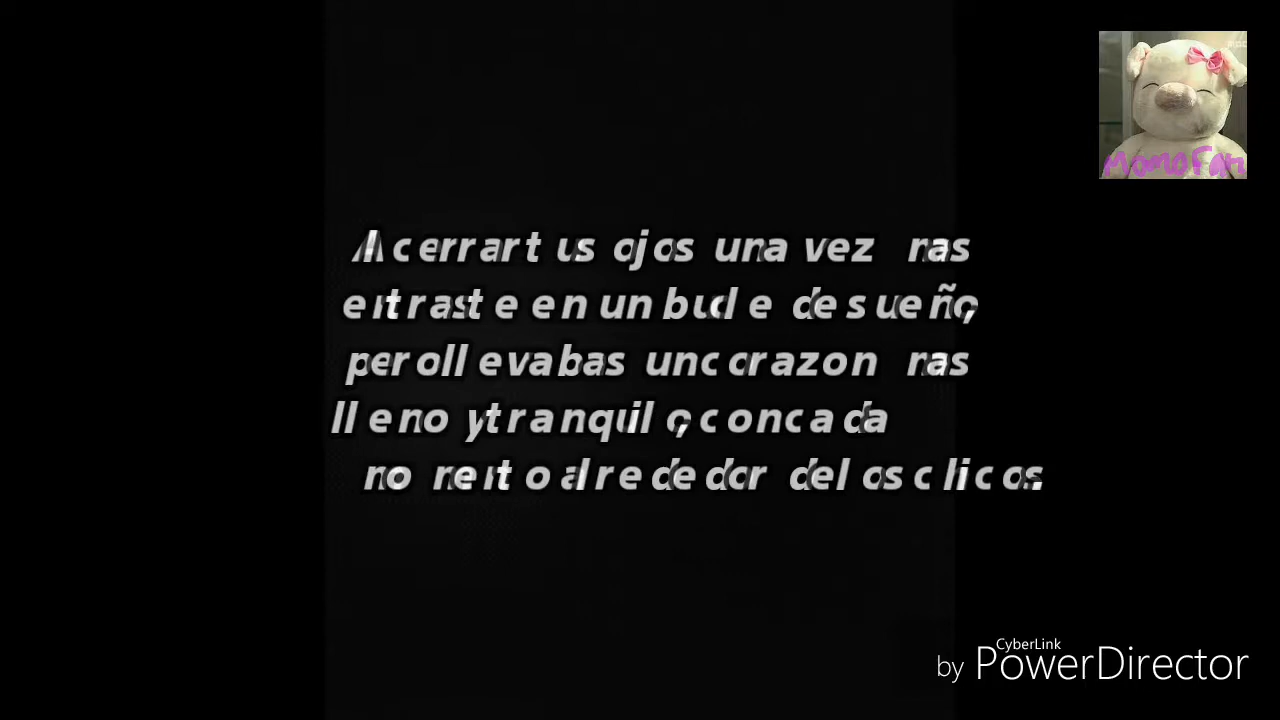 Al cerrar tus ojos una vez mas
entraste en un bucle de sueño,
pero llevabas un corazon mas
lleno y tranquilo, con cada
momento alrededor de los chicos.
MomoFan
CyberLink
by PowerDirector